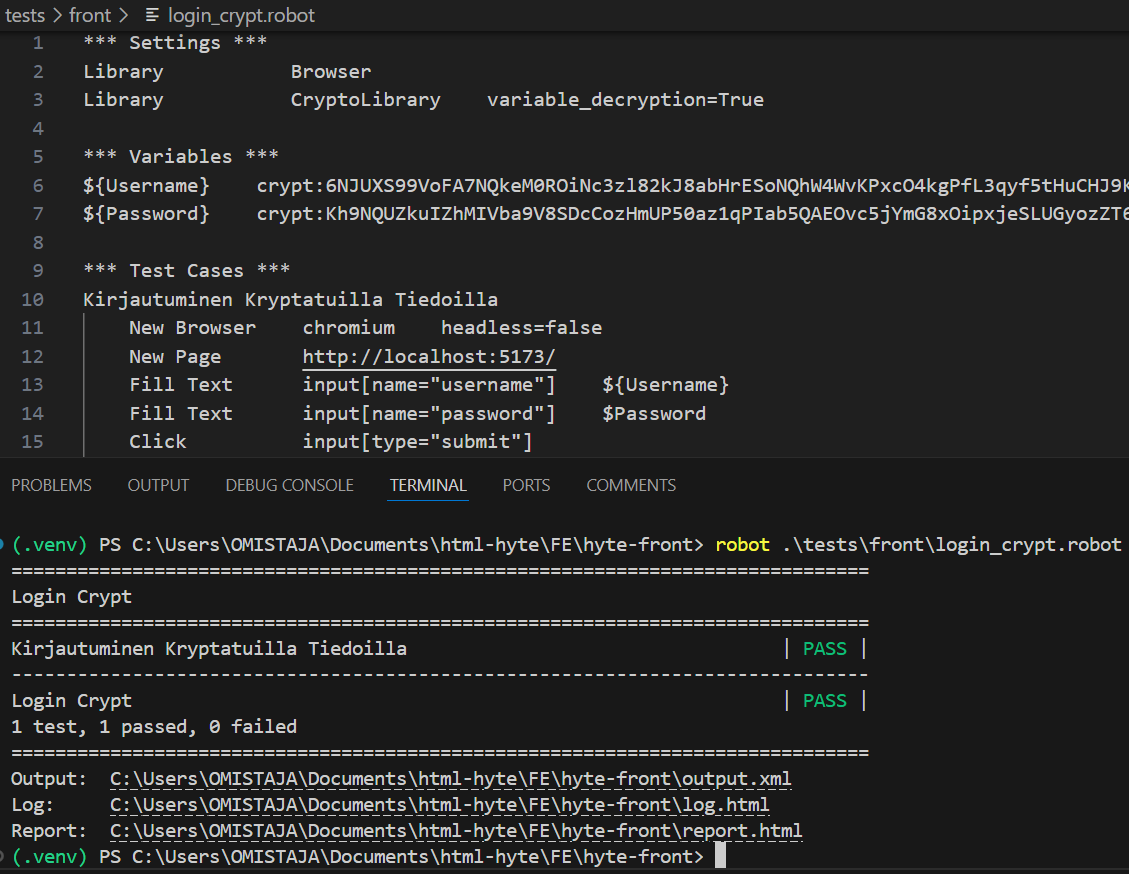 tests > front > login_crypt.robot
1 *** Settings ***
2 Library Browser
3 Library CryptoLibrary variable_decryption=True
4
5 *** Variables ***
6 ${Username} crypt:6NJUXS99VoFA7NQkeM0ROiNc3zl82kJ8abHrESoNQhW4WvKPxcO4kgPfL3qyf5tHuCHJ9K
7 ${Password} crypt:Kh9NQUZkuIZhMIVba9V8SDcCozHmUP50az1qPIab5QAEOvc5jYmG8xOipxjeSLUGyozZT6
8
9 *** Test Cases ***
10 Kirjautuminen Kryptatuilla Tiedoilla
11 New Browser chromium headless=false
12 New Page http://localhost:5173/
13 Fill Text input[name="username"] ${Username}
14 Fill Text input[name="password"] $Password
15 Click input[type="submit"]
PROBLEMS OUTPUT DEBUG CONSOLE TERMINAL PORTS COMMENTS
(.venv) PS C:\Users\OMISTAJA\Documents\html-hyte\FE\hyte-front> robot .\tests\front\login_crypt.robot
==============================================================================
Login Crypt
==============================================================================
Kirjautuminen Kryptatuilla Tiedoilla | PASS |
------------------------------------------------------------------------------
Login Crypt | PASS |
1 test, 1 passed, 0 failed
==============================================================================
Output: C:\Users\OMISTAJA\Documents\html-hyte\FE\hyte-front\output.xml
Log: C:\Users\OMISTAJA\Documents\html-hyte\FE\hyte-front\log.html
Report: C:\Users\OMISTAJA\Documents\html-hyte\FE\hyte-front\report.html
(.venv) PS C:\Users\OMISTAJA\Documents\html-hyte\FE\hyte-front>